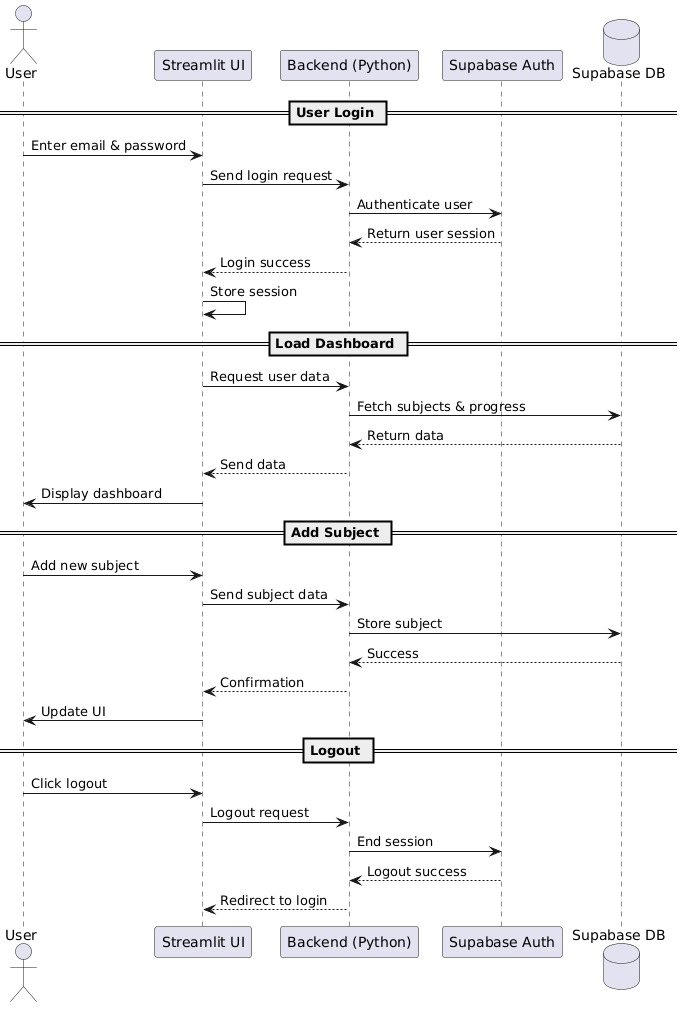 User
Streamlit UI
Backend (Python)
Supabase Auth
Supabase DB
User Login
Enter email & password
Send login request
Authenticate user
Return user session
Login success
Store session
Load Dashboard
Request user data
Fetch subjects & progress
Return data
Send data
Display dashboard
Add Subject
Add new subject
Send subject data
Store subject
Success
Confirmation
Update UI
Logout
Click logout
Logout request
End session
Logout success
Redirect to login
User
Streamlit UI
Backend (Python)
Supabase Auth
Supabase DB